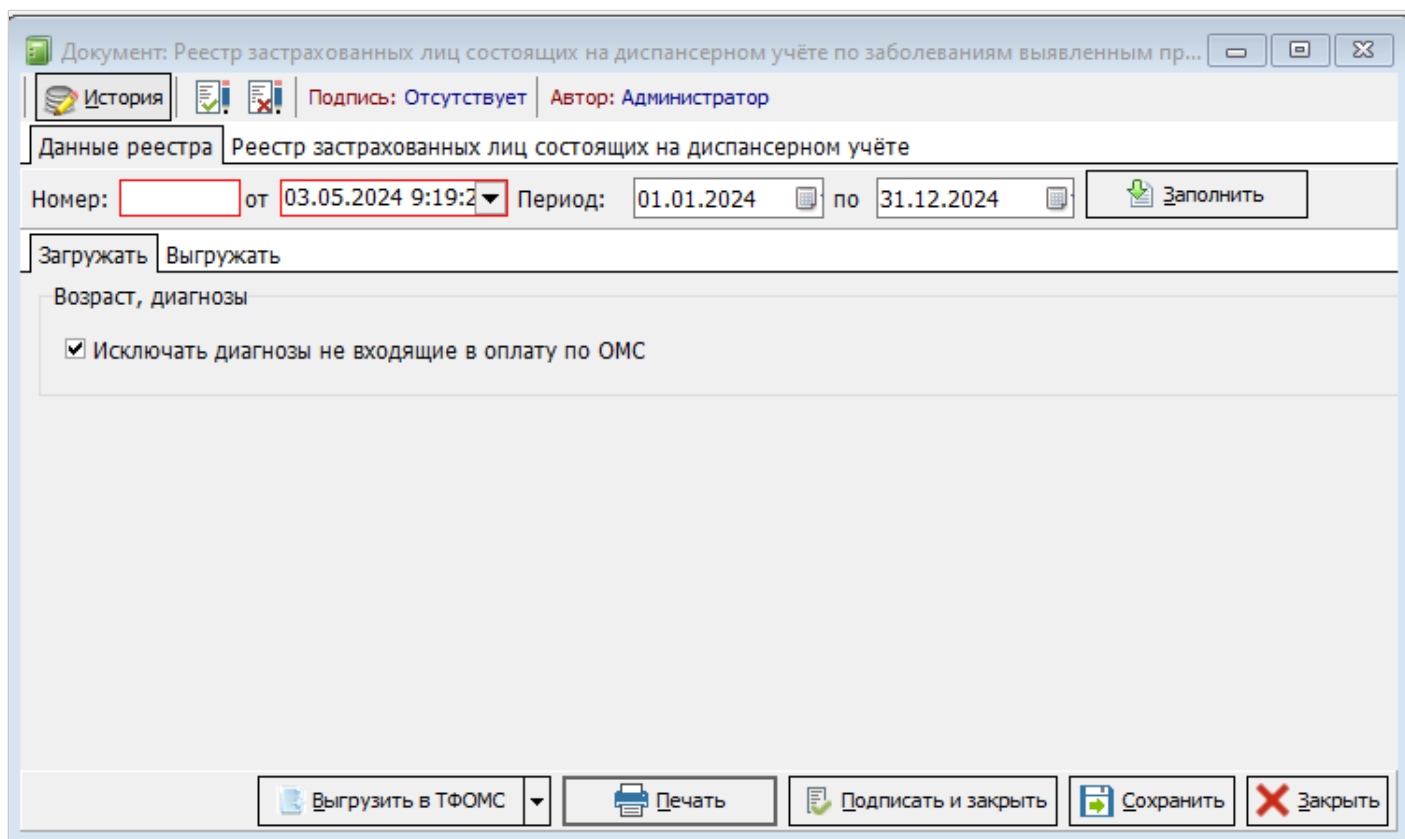 Документ: Реестр застрахованных лиц состоящих на диспансерном учёте по заболеваниям выявленным пр...
История Подпись: Отсутствует Автор: Администратор
Данные реестра Реестр застрахованных лиц состоящих на диспансерном учёте
Номер: от 03.05.2024 9:19:2 Период: 01.01.2024 по 31.12.2024 Заполнить
Загружать Выгружать
Возраст, диагнозы
Исключать диагнозы не входящие в оплату по ОМС
Выгрузить в ТФОМС Печать Подписать и закрыть Сохранить Закрыть